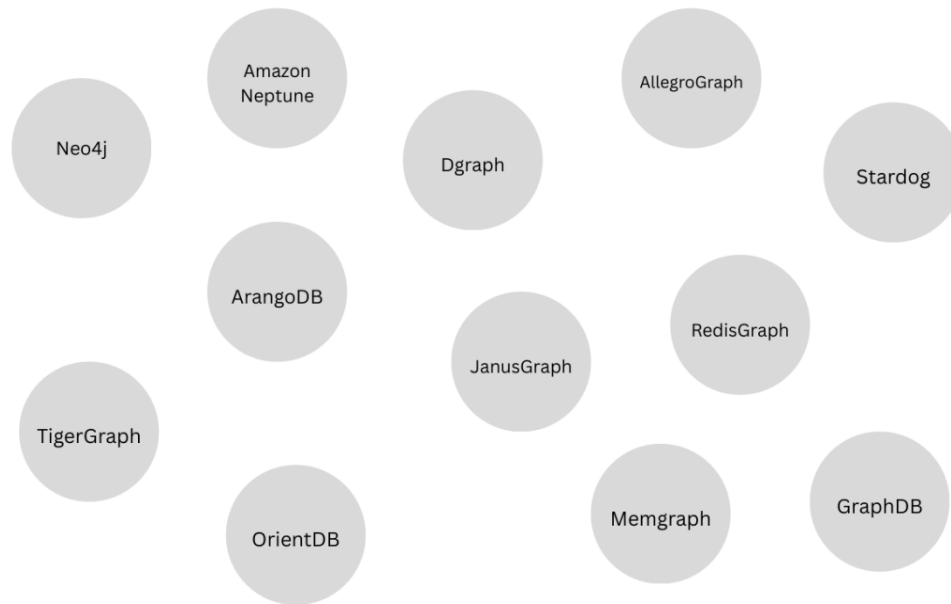 Amazon
Neptune
AllegroGraph
Neo4j
Dgraph
Stardog
ArangoDB
RedisGraph
JanusGraph
TigerGraph
GraphDB
Memgraph
OrientDB